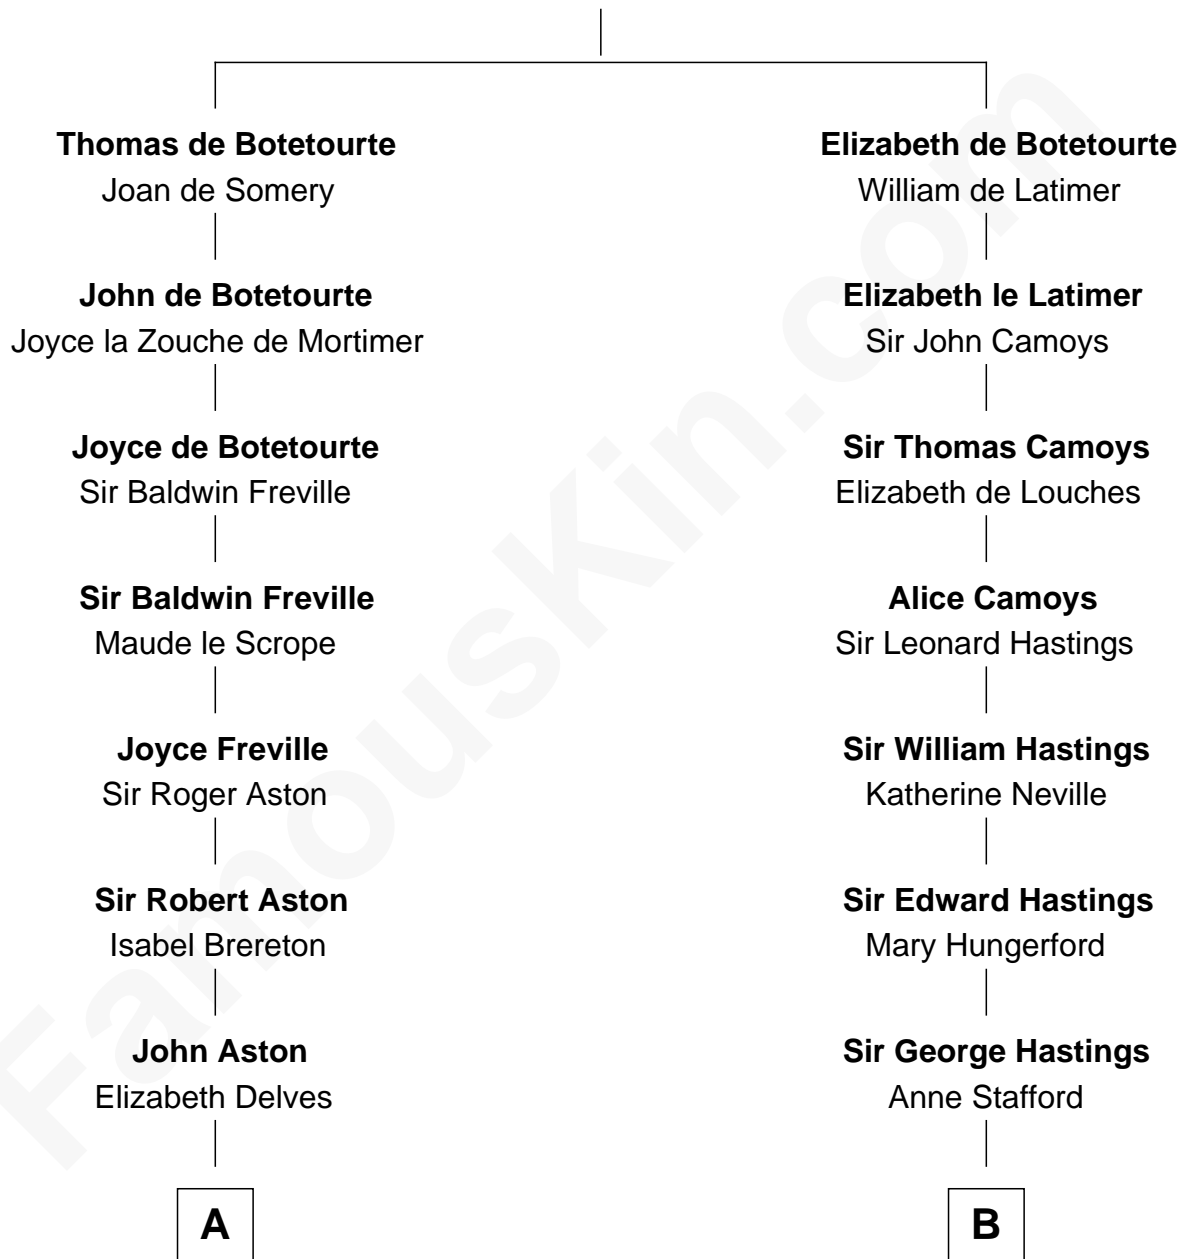 Thomas de Botetourte
Joan de Somery
John de Botetourte
Joyce la Zouche de Mortimer
Joyce de Botetourte
Sir Baldwin Freville
Sir Baldwin Freville
Maude le Scrope
Joyce Freville
Sir Roger Aston
Sir Robert Aston
Isabel Brereton
John Aston
Elizabeth Delves
A
Elizabeth de Botetourte
William de Latimer
Elizabeth le Latimer
Sir John Camoys
Sir Thomas Camoys
Elizabeth de Louches
Alice Camoys
Sir Leonard Hastings
Sir William Hastings
Katherine Neville
Sir Edward Hastings
Mary Hungerford
Sir George Hastings
Anne Stafford
B
FamousKin.com